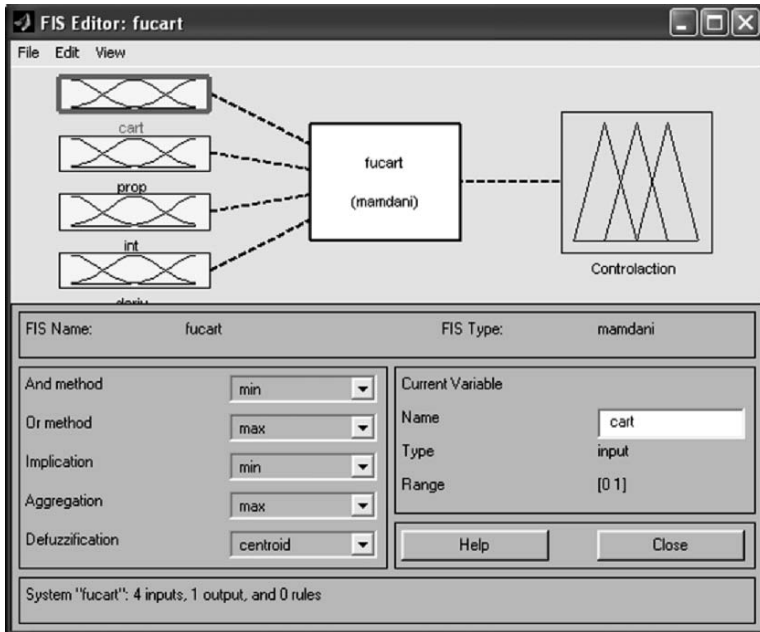 FIS Editor: fucart
File Edit View
cart
prop
int
deriv
fucart
(mamdani)
Controlaction
FIS Name: fucart FIS Type: mamdani
And method min
Or method max
Implication min
Aggregation max
Defuzzification centroid
Current Variable
Name cart
Type input
Range [0 1]
Help Close
System "fucart": 4 inputs, 1 output, and 0 rules